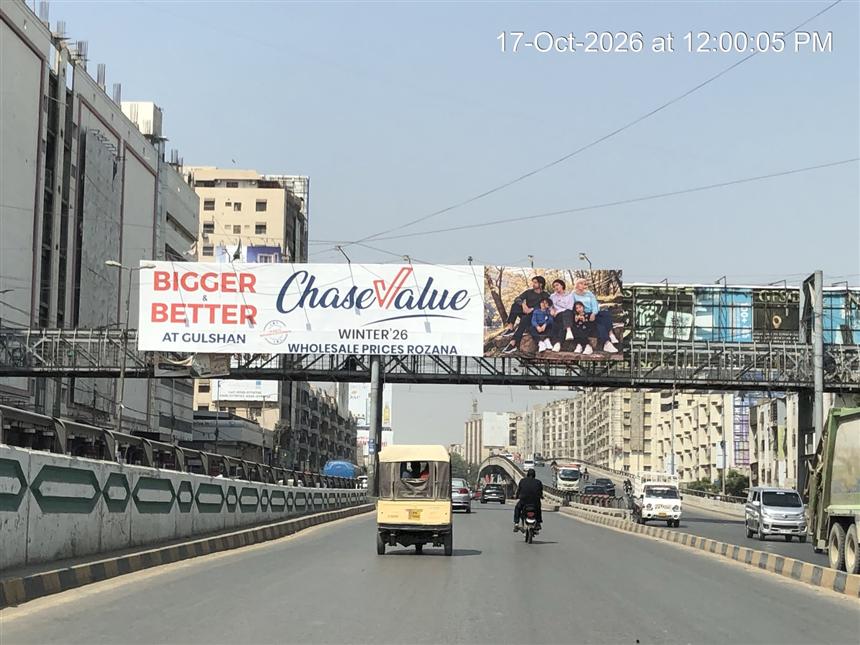 17-Oct-2026 at 12:00:05 PM
BIGGER
&
BETTER
AT GULSHAN
ChaseValue
WINTER'26
WHOLESALE PRICES ROZANA